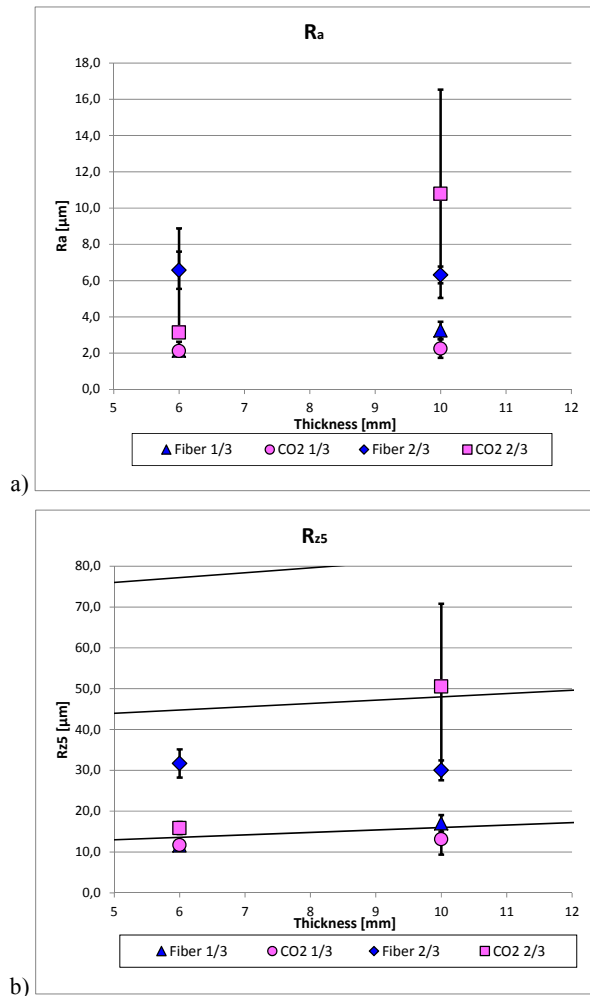 Ra
18,0
16,0
14,0
12,0
10,0
8,0
6,0
4,0
2,0
0,0
Ra [µm]
5 6 7 8 9 10 11 12
Thickness [mm]
Fiber 1/3 CO2 1/3 Fiber 2/3 CO2 2/3
a)
Rz5
80,0
70,0
60,0
50,0
40,0
30,0
20,0
10,0
0,0
Rz5 [µm]
5 6 7 8 9 10 11 12
Thickness [mm]
Fiber 1/3 CO2 1/3 Fiber 2/3 CO2 2/3
b)